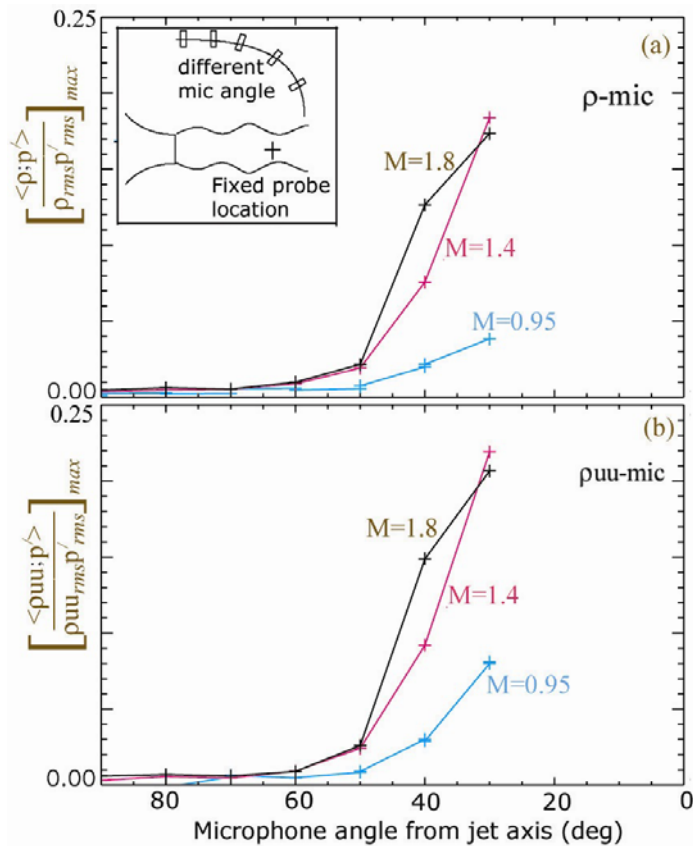 0.25
(a)
different
mic angle
ρ-mic
M=1.8
Fixed probe
location
[<ρ;p′>/ρrmsp′rms]max
M=1.4
M=0.95
0.00
0.25
(b)
ρuu-mic
M=1.8
[<ρuu;p′>/ρuurmsp′rms]max
M=1.4
M=0.95
0.00
80 60 40 20 0
Microphone angle from jet axis (deg)